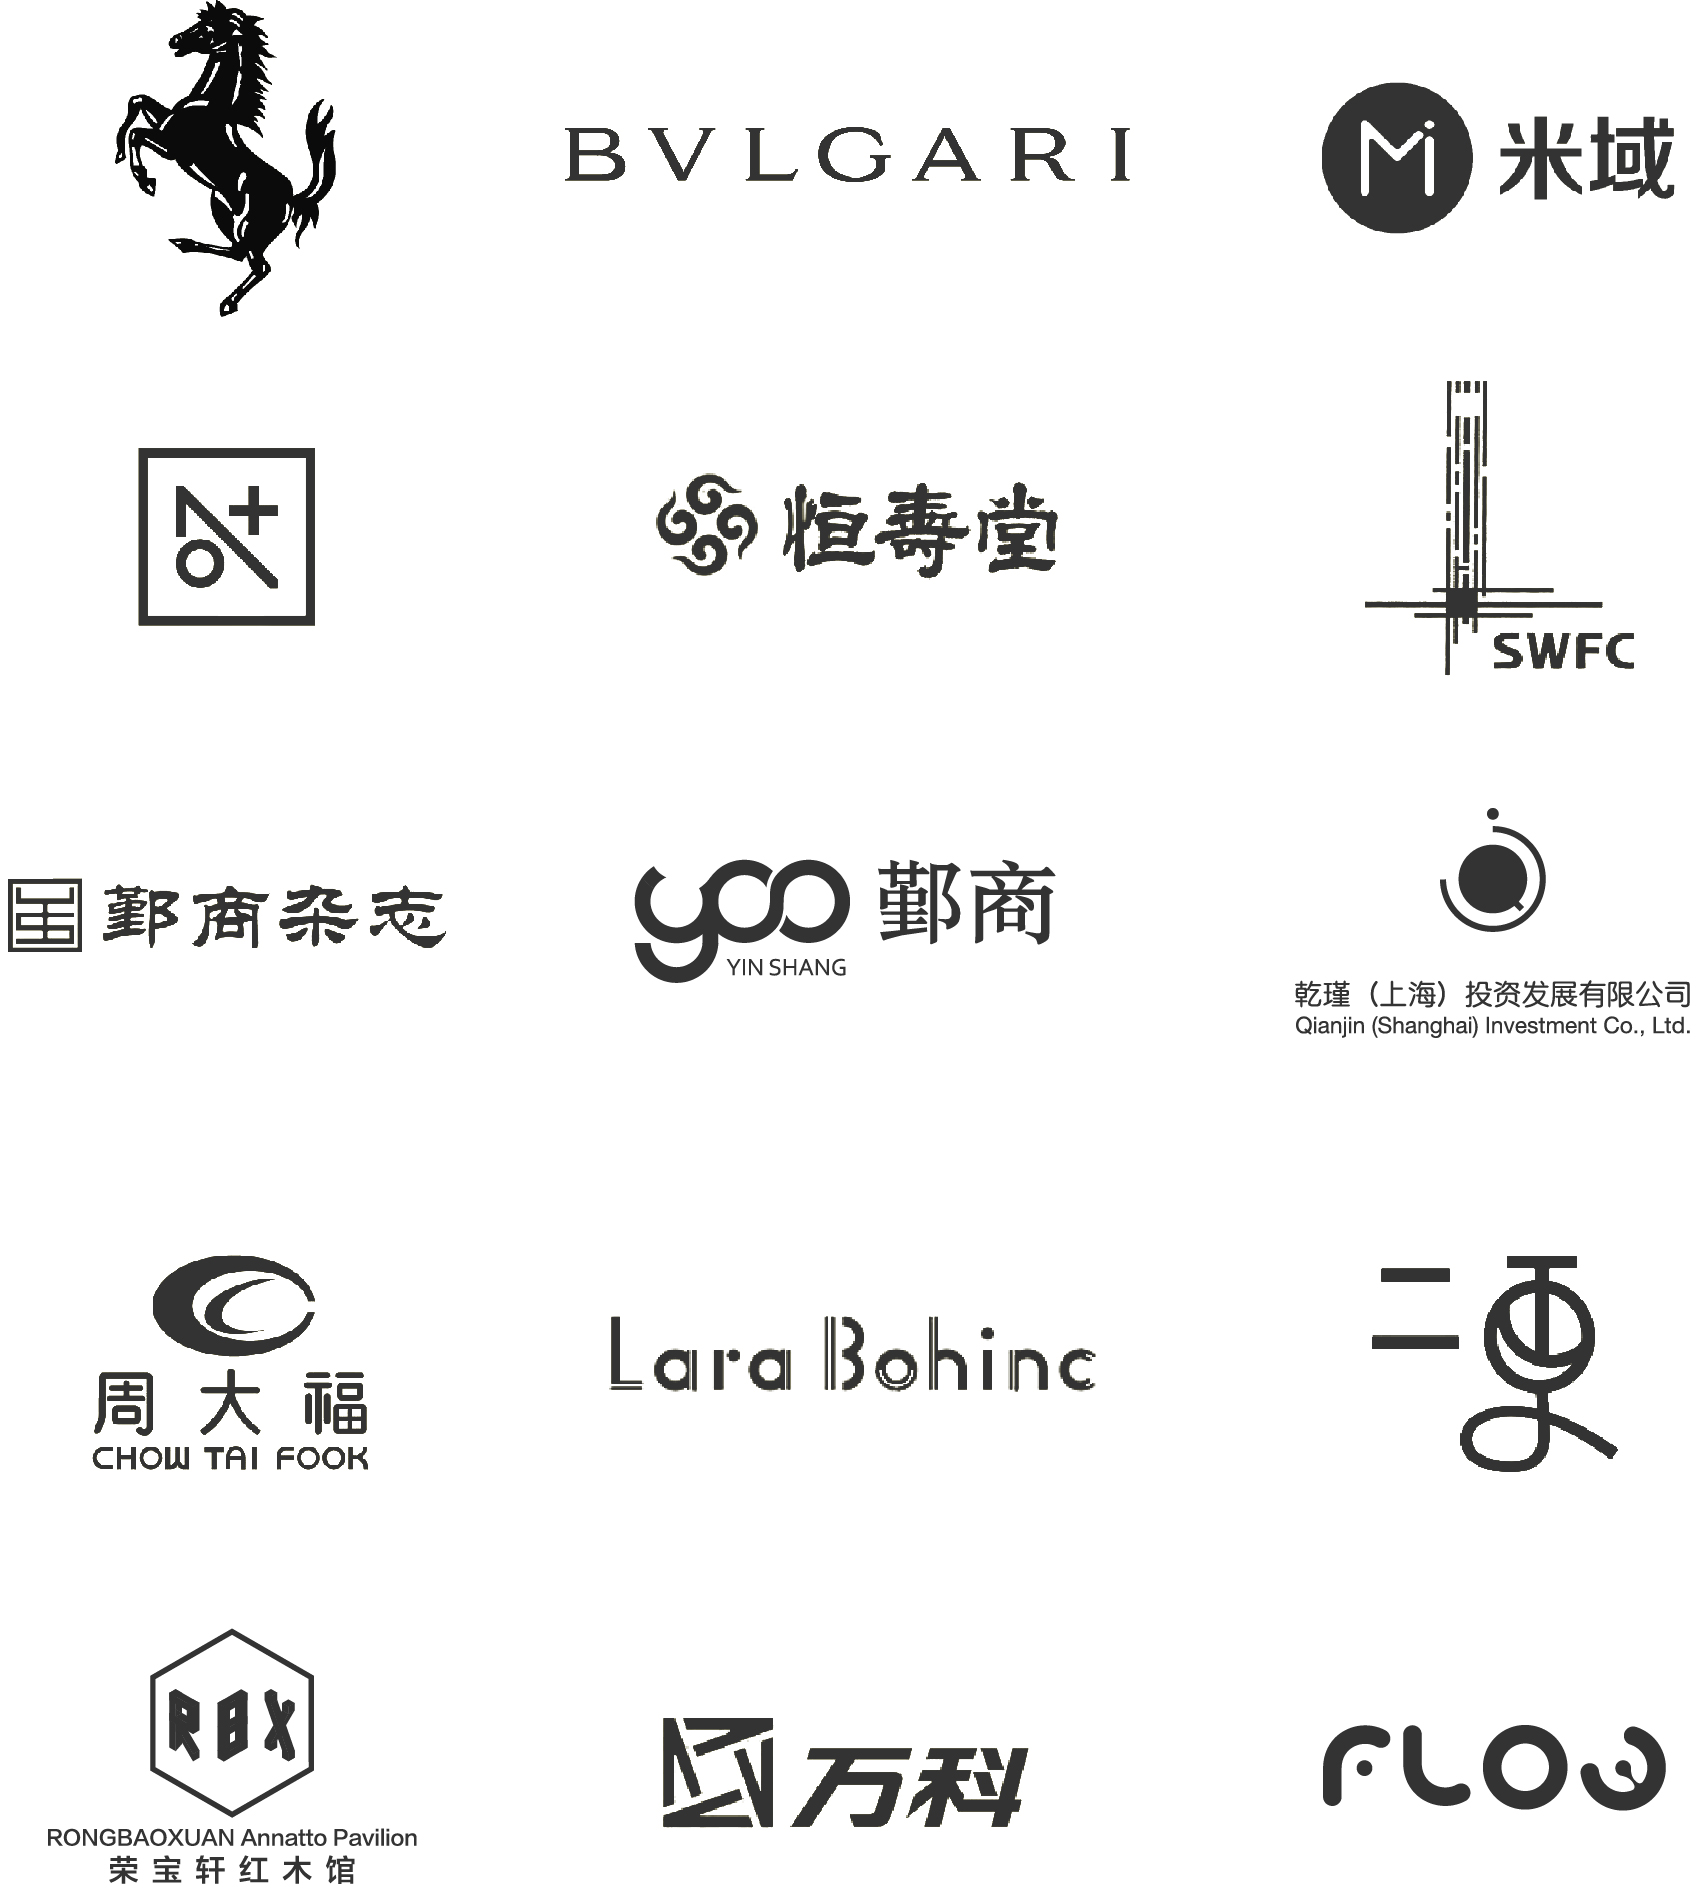 BVLGARI
Mi 米域
恒壽堂
SWFC
鄞商杂志
yoo 鄞商
YIN SHANG
乾瑾（上海）投资发展有限公司
Qianjin (Shanghai) Investment Co., Ltd.
周大福
CHOW TAI FOOK
Lara Bohinc
二更
RBX
RONGBAOXUAN Annatto Pavilion
荣宝轩红木馆
万科
FLOW